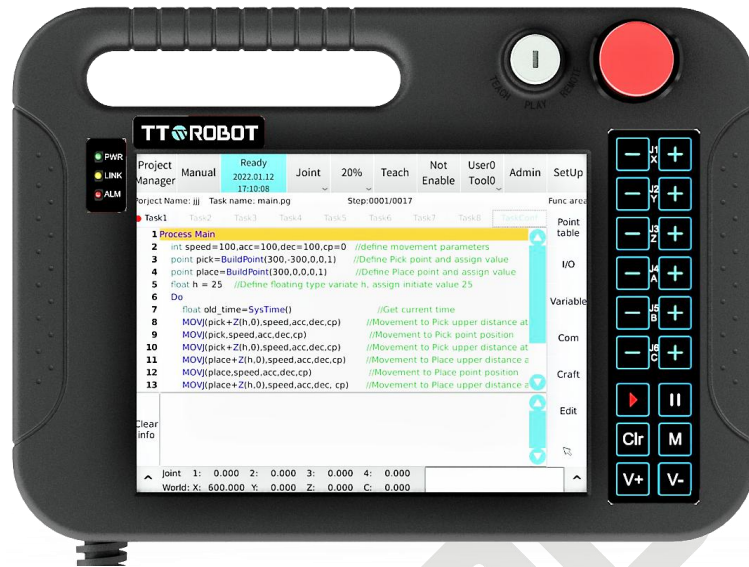 TEACH PLAY REMOTE
TTROBOT
PWR
LINK
ALM
Project Manager Manual Ready 2022.01.12 17:10:08 Joint 20% Teach Not Enable User0 Tool0 Admin SetUp
Porject Name: jjj Task name: main.pg Step:0001/0017 Func area
Task1 Task2 Task3 Task4 Task5 Task6 Task7 Task8
1 Process Main
2 int speed=100,acc=100,dec=100,cp=0 //define movement parameters
3 point pick=BuildPoint(300,-300,0,0,1) //Define Pick point and assign value
4 point place=BuildPoint(300,0,0,0,1) //Define Place point and assign value
5 float h = 25 //Define floating type variate h, assign initiate value 25
6 Do
7 float old_time=SysTime() //Get current time
8 MOVJ(pick+Z(h,0),speed,acc,dec,cp) //Movement to Pick upper distance at
9 MOVJ(pick,speed,acc,dec,cp) //Movement to Pick point position
10 MOVJ(pick+Z(h,0),speed,acc,dec,cp) //Movement to Pick upper distance at
11 MOVJ(place+Z(h,0),speed,acc,dec,cp) //Movement to Place upper distance a
12 MOVJ(place,speed,acc,dec,cp) //Movement to Place point position
13 MOVJ(place+Z(h,0),speed,acc,dec, cp) //Movement to Place upper distance a
Point table
I/O
Variable
Com
Craft
Edit
Clear info
Joint 1: 0.000 2: 0.000 3: 0.000 4: 0.000
World: X: 600.000 Y: 0.000 Z: 0.000 C: 0.000
− J1 X +
− J2 Y +
− J3 Z +
− J4 A +
− J5 B +
− J6 C +
Clr M
V+ V-